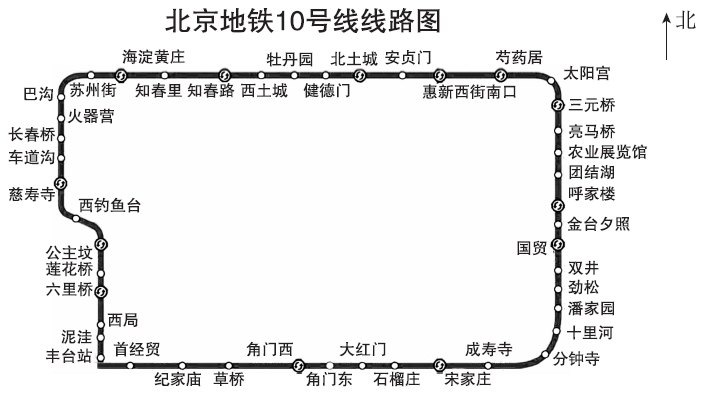 北京地铁10号线线路图
北
海淀黄庄
牡丹园
北土城
安贞门
芍药居
苏州街
知春里
知春路
西土城
健德门
惠新西街南口
太阳宫
巴沟
三元桥
火器营
亮马桥
长春桥
农业展览馆
车道沟
团结湖
慈寿寺
呼家楼
西钓鱼台
金台夕照
公主坟
国贸
莲花桥
双井
六里桥
劲松
潘家园
西局
十里河
泥洼
丰台站
首经贸
角门西
大红门
成寿寺
分钟寺
纪家庙
草桥
角门东
石榴庄
宋家庄